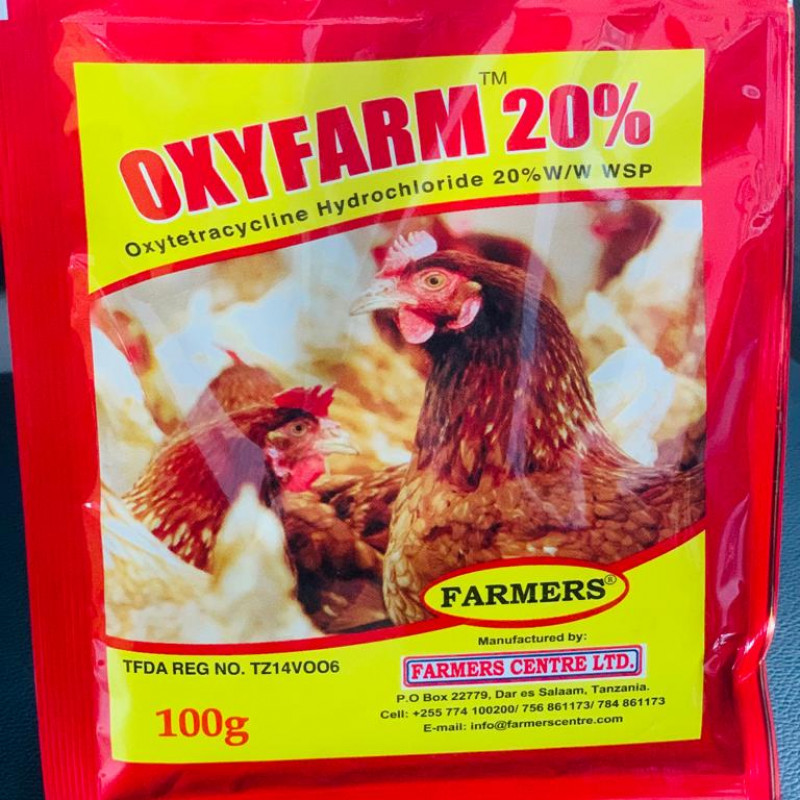 OXYFARM™ 20%
Oxytetracycline Hydrochloride 20%W/W WSP
FARMERS®
Manufactured by:
FARMERS CENTRE LTD.
P.O Box 22779, Dar es Salaam, Tanzania.
Cell: +255 774 100200/ 756 861173/ 784 861173
E-mail: info@farmerscentre.com
TFDA REG NO. TZ14VOO6
100g